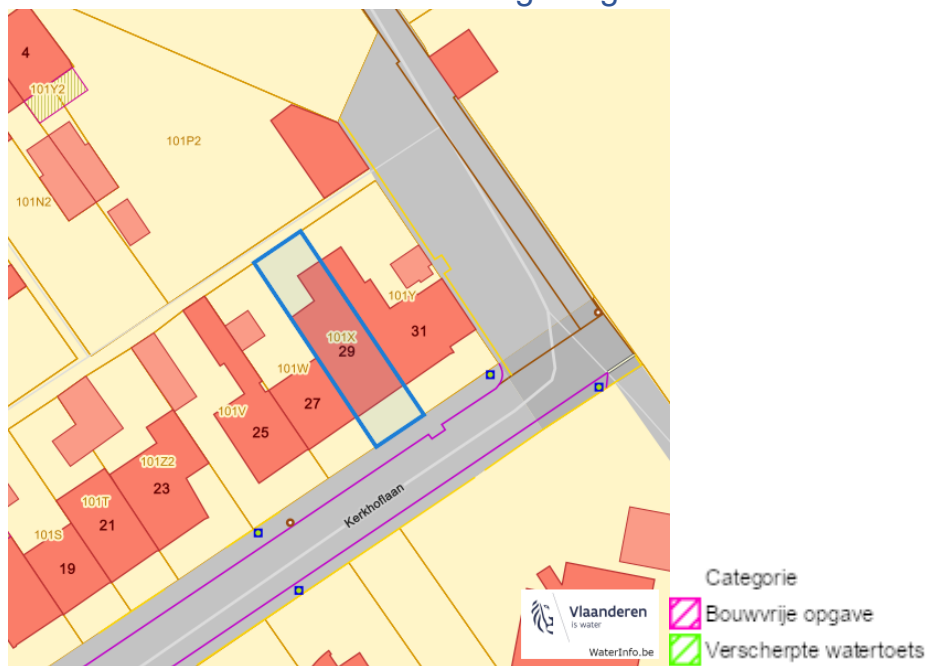 4
101Y2
101P2
101N2
101Y
31
101X
29
101W
27
101V
25
101Z2
23
101T
21
101S
19
Kerkhoflaan
Vlaanderen
is water
WaterInfo.be
Categorie
Bouwvrije opgave
Verscherpte watertoets